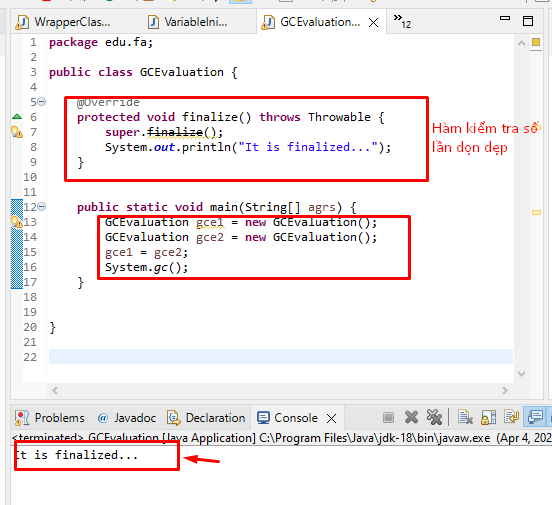 WrapperClas...
VariableIni...
GCEvaluation...
»12
1 package edu.fa;
2
3 public class GCEvaluation {
4
5 @Override
6 protected void finalize() throws Throwable {
7 super.finalize();
8 System.out.println("It is finalized...");
9 }
10
11
12 public static void main(String[] agrs) {
13 GCEvaluation gce1 = new GCEvaluation();
14 GCEvaluation gce2 = new GCEvaluation();
15 gce1 = gce2;
16 System.gc();
17 }
18
19
20 }
21
22
Hàm kiểm tra số
lần dọn dẹp
Problems @ Javadoc Declaration Console
<terminated> GCEvaluation [Java Application] C:\Program Files\Java\jdk-18\bin\javaw.exe (Apr 4, 202
It is finalized...